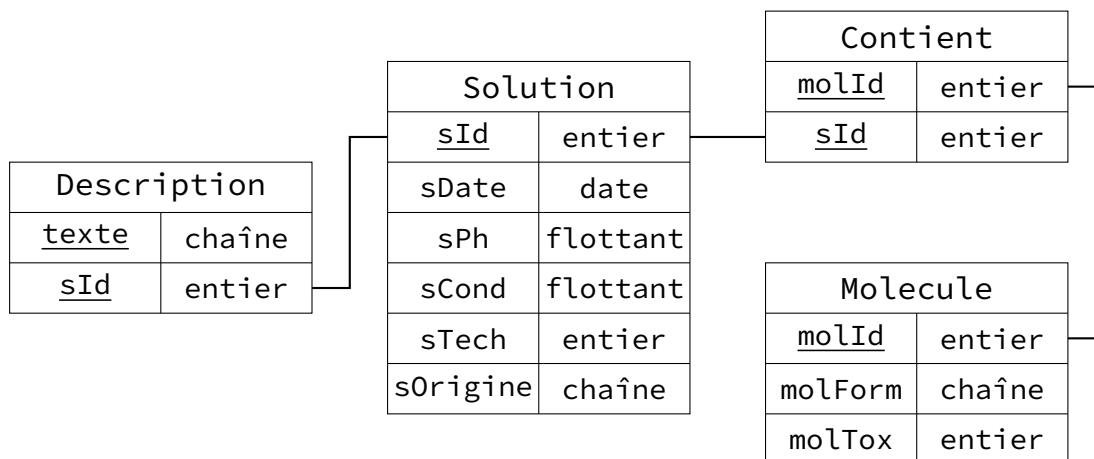 Description
texte chaîne
sId entier
Solution
sId entier
sDate date
sPh flottant
sCond flottant
sTech entier
sOrigine chaîne
Contient
molId entier
sId entier
Molecule
molId entier
molForm chaîne
molTox entier